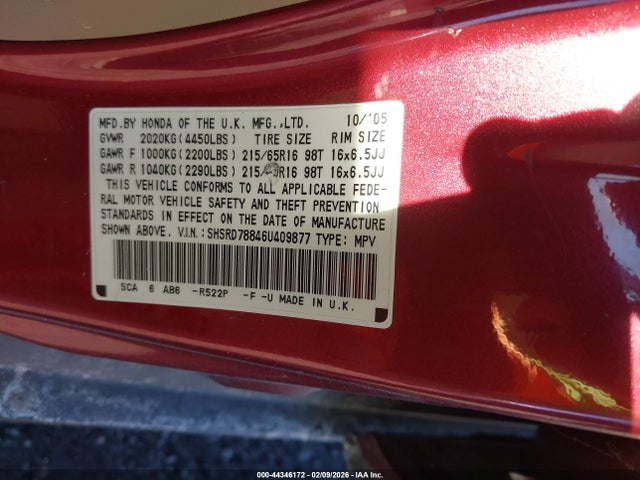 MFD.BY HONDA OF THE U.K. MFG.,LTD. 10/'05
GVWR 2020KG(4450LBS) TIRE SIZE RIM SIZE
GAWR F 1000KG(2200LBS) 215/65R16 98T 16x6.5JJ
GAWR R 1040KG(2290LBS) 98T 16x6.5JJ
THIS VEHICLE CONFORMS TO ALL APPLICABLE FEDE-
RAL MOTOR VEHICLE SAFETY AND THEFT PREVENTION
STANDARDS IN EFFECT ON THE DATE OF MANUFACTURE
SHOWN ABOVE. V.I.N.:SHSRD78846U409877 TYPE: MPV
SCA 6 AB6 -R522P -F -U MADE IN U.K.
000-44346172 - 02/09/2026 - IAA Inc.